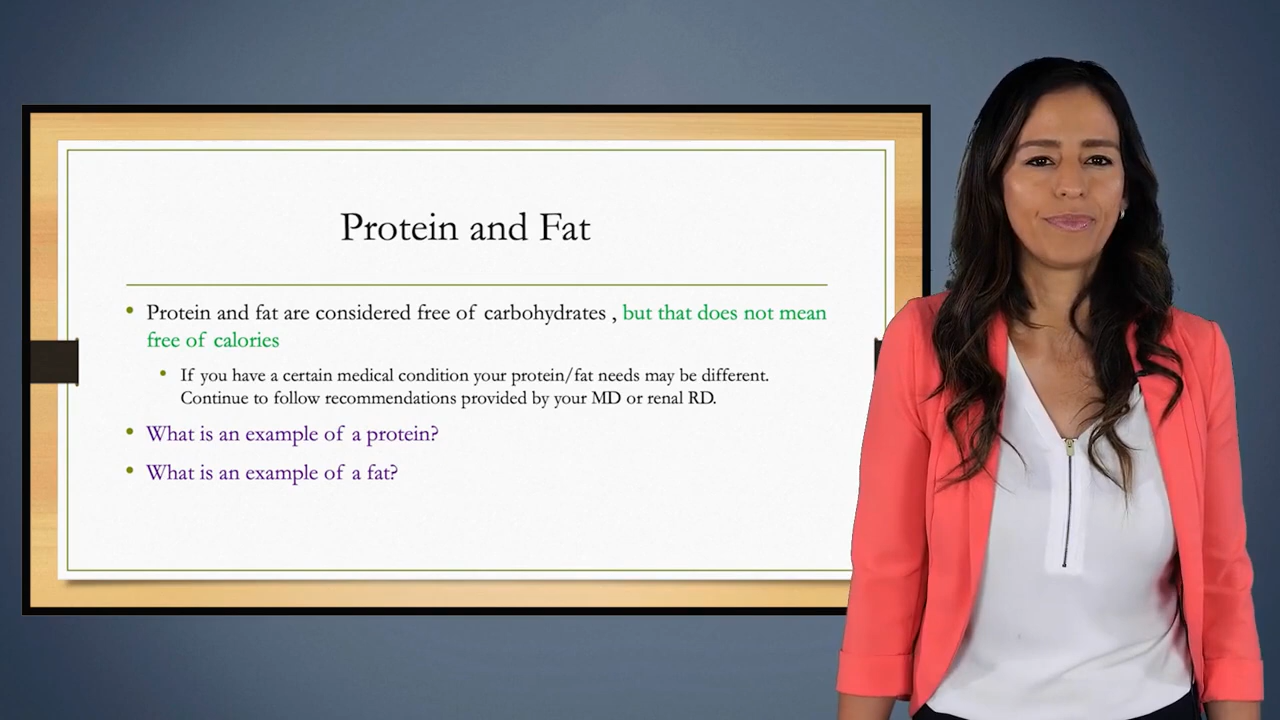 Protein and Fat
• Protein and fat are considered free of carbohydrates , but that does not mean
free of calories
• If you have a certain medical condition your protein/fat needs may be different.
Continue to follow recommendations provided by your MD or renal RD.
• What is an example of a protein?
• What is an example of a fat?